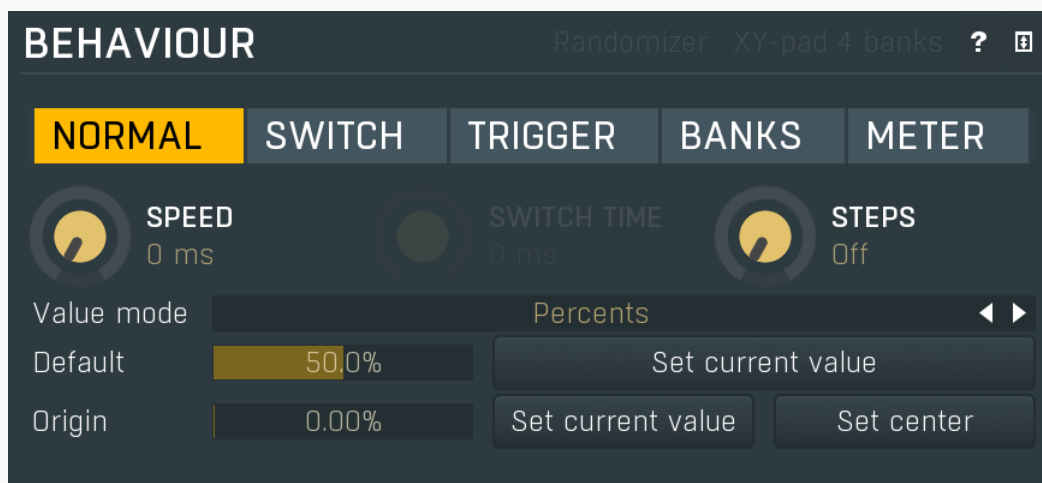 BEHAVIOUR Randomizer XY-pad 4 banks ?
NORMAL SWITCH TRIGGER BANKS METER
SPEED SWITCH TIME STEPS
0 ms 0 ms Off
Value mode Percents
Default 50.0% Set current value
Origin 0.00% Set current value Set center